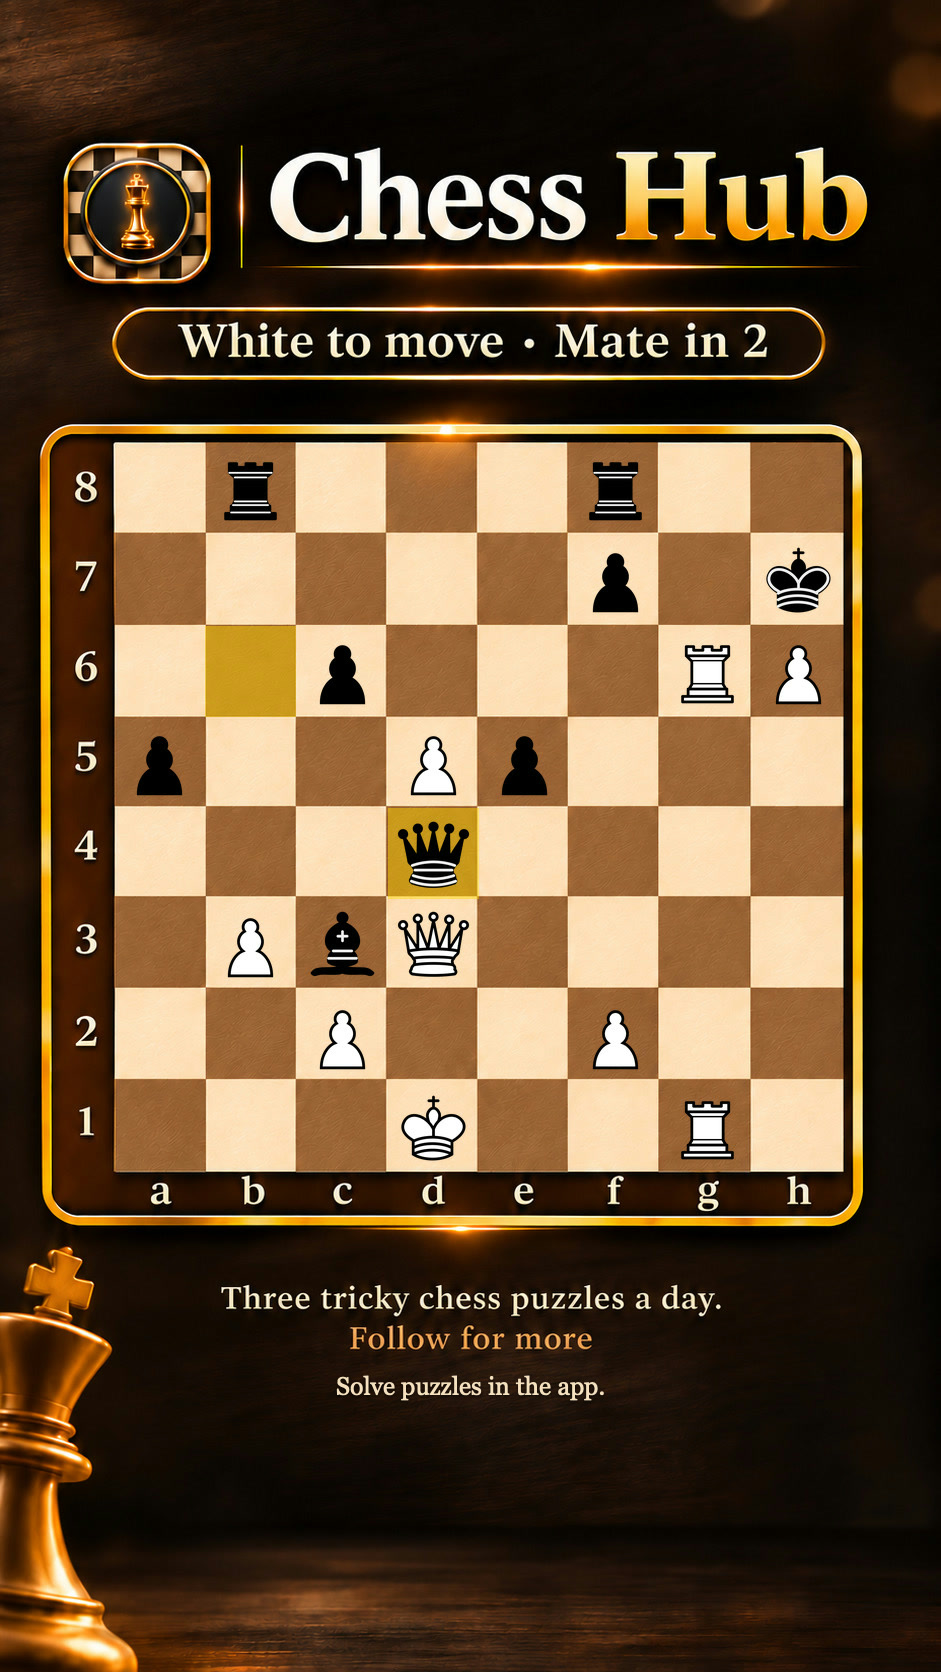 Chess Hub
White to move • Mate in 2
8
7
6
5
4
3
2
1
a b c d e f g h
Three tricky chess puzzles a day.
Follow for more
Solve puzzles in the app.